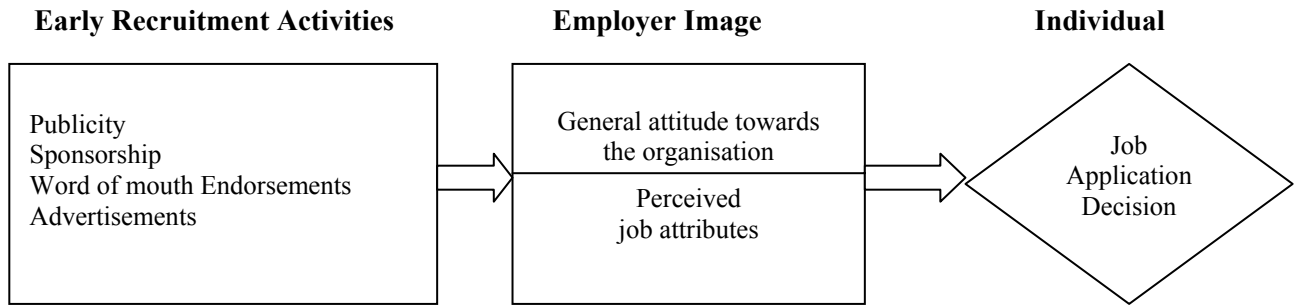 Early Recruitment Activities
Publicity
Sponsorship
Word of mouth Endorsements
Advertisements
Employer Image
General attitude towards
the organisation
Perceived
job attributes
Individual
Job
Application
Decision